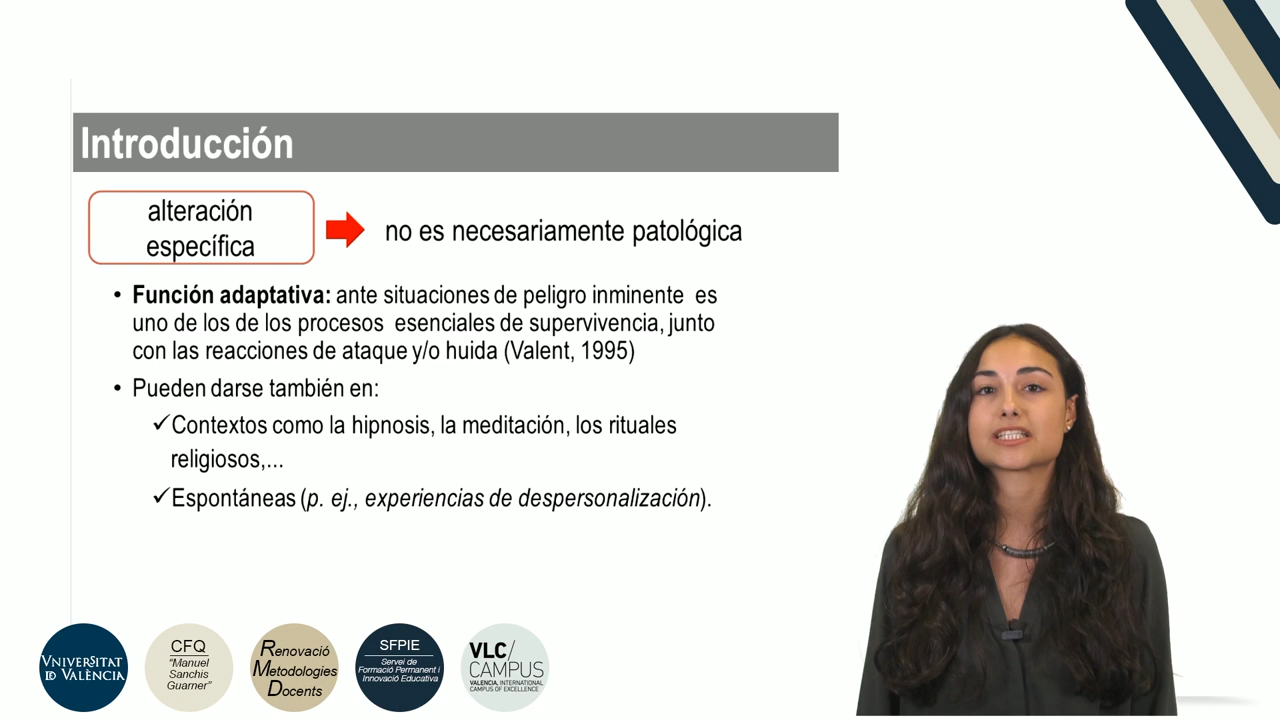 Introducción
alteración
específica
no es necesariamente patológica
• Función adaptativa: ante situaciones de peligro inminente es
uno de los de los procesos esenciales de supervivencia, junto
con las reacciones de ataque y/o huida (Valent, 1995)
• Pueden darse también en:
✓Contextos como la hipnosis, la meditación, los rituales
religiosos,...
✓Espontáneas (p. ej., experiencias de despersonalización).
VNIVERSITAT
ID VALÈNCIA
CFQ
"Manuel
Sanchis
Guarner"
Renovació
Metodologies
Docents
SFPIE
Servei de
Formació Permanent i
Innovació Educativa
VLC/
CAMPUS
VALENCIA, INTERNATIONAL
CAMPUS OF EXCELLENCE